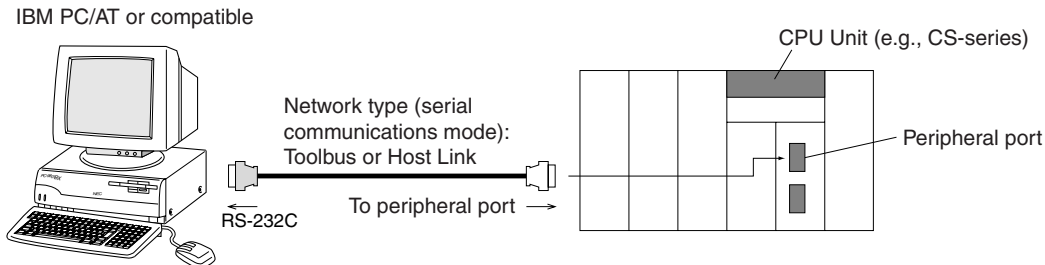 IBM PC/AT or compatible
CPU Unit (e.g., CS-series)
Network type (serial
communications mode):
Toolbus or Host Link
Peripheral port
RS-232C
To peripheral port
NEC